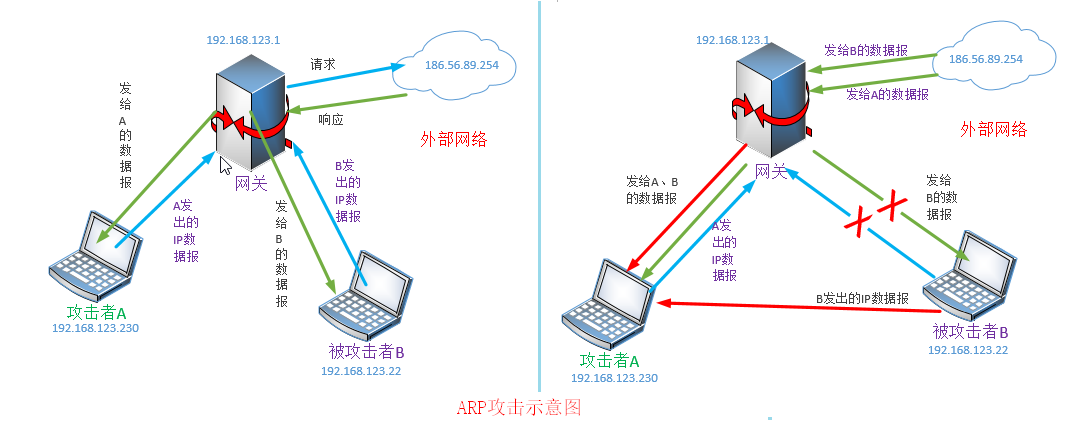 192.168.123.1
请求
186.56.89.254
响应
外部网络
发
给
A
的
数
据
报
网关
A发
出的
IP数
据报
B发
出的
IP数
据报
发
给
B
的
数
据
报
攻击者A
192.168.123.230
被攻击者B
192.168.123.22
192.168.123.1
发给B的数据报
186.56.89.254
发给A的数据报
外部网络
网关
发给A、B
的数据报
A发
出的
IP数
据报
发给
B的数
据报
B发出的IP数据报
攻击者A
192.168.123.230
被攻击者B
192.168.123.22
ARP攻击示意图